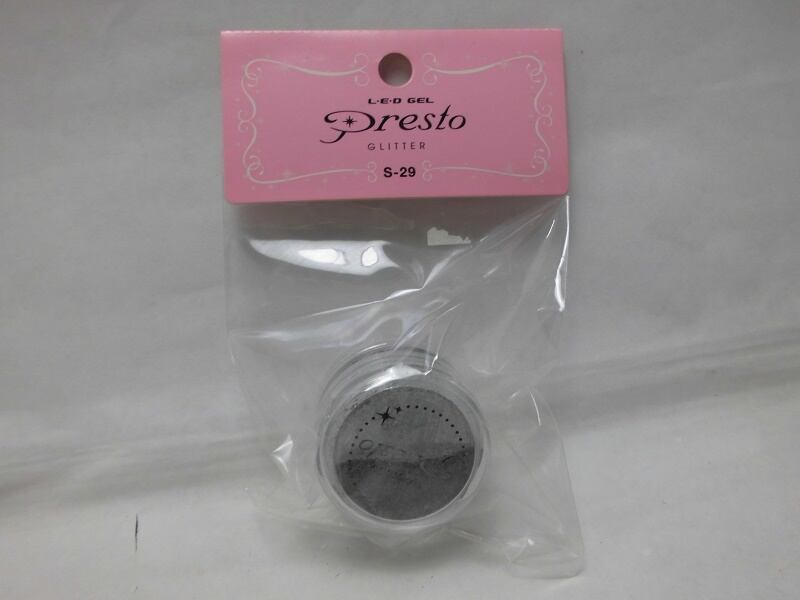 L·E·D GEL
Presto
GLITTER
S-29